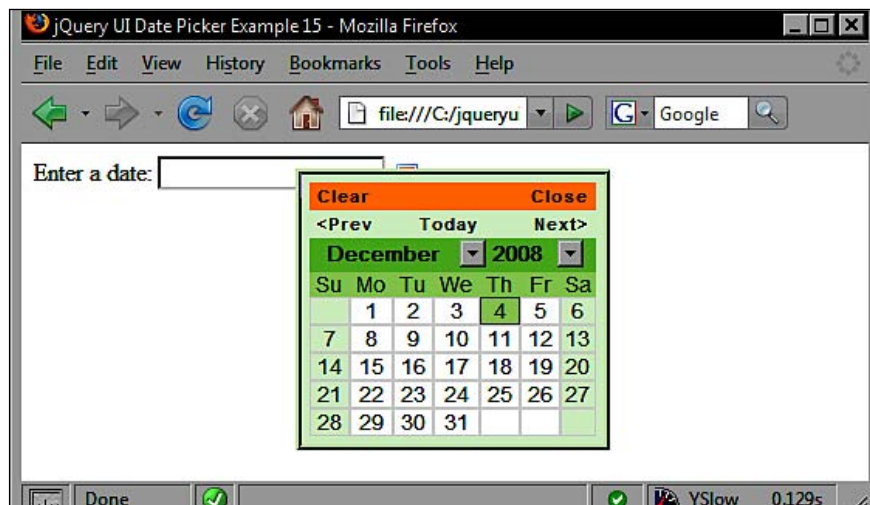 jQuery UI Date Picker Example 15 - Mozilla Firefox
File Edit View History Bookmarks Tools Help
file:///C:/jqueryu G Google
Enter a date:
Clear Close
<Prev Today Next>
December 2008
Su Mo Tu We Th Fr Sa
1 2 3 4 5 6
7 8 9 10 11 12 13
14 15 16 17 18 19 20
21 22 23 24 25 26 27
28 29 30 31
Done YSlow 0.129s